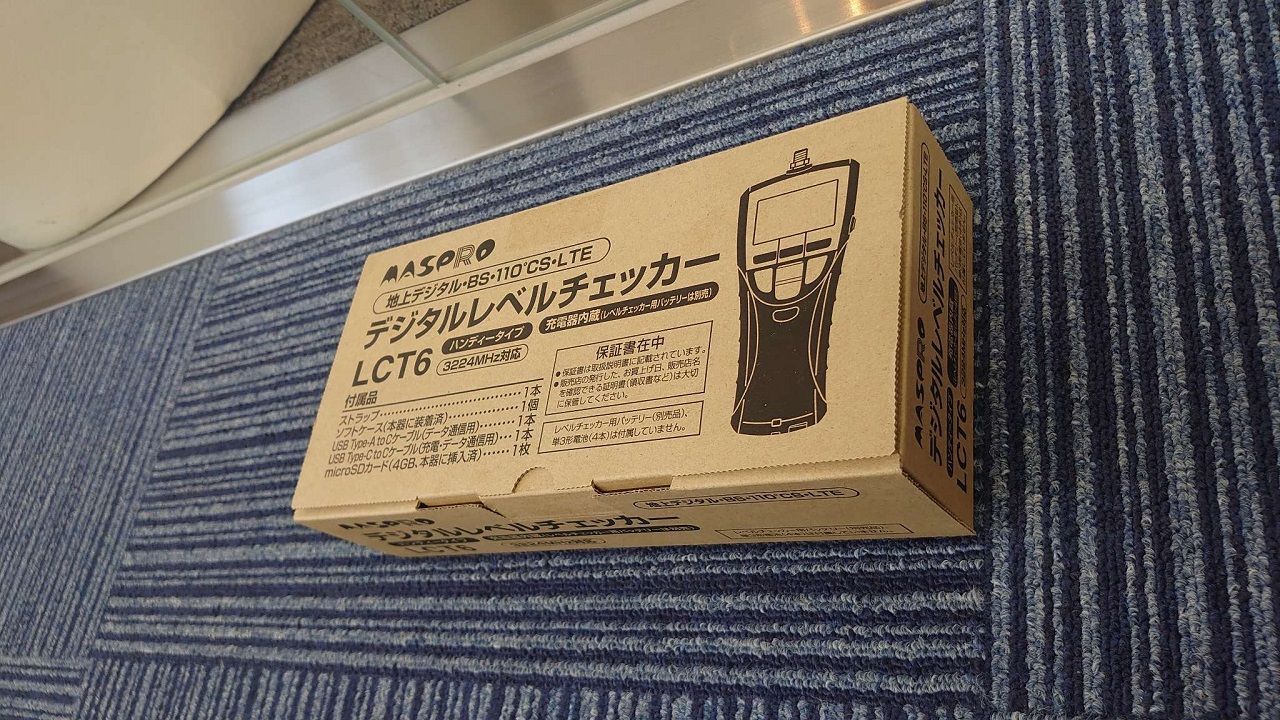 MASPRO
地上デジタル・BS・110°CS・LTE
デジタルレベルチェッカー
LCT6
ハンディータイプ
充電器内蔵(レベルチェッカー用バッテリーは別売)
3224MHz対応
付属品
ストラップ‥‥‥‥‥‥‥‥‥‥‥‥1本
ソフトケース(本器に装着済)‥‥‥‥‥1個
USB Type-A to Cケーブル(データ通信用)‥‥1本
USB Type-C to Cケーブル(充電・データ通信用)‥1本
microSDカード(4GB、本器に挿入済)‥‥1枚
保証書在中
●保証書は取扱説明書に記載されています。
●販売店の発行した、お買上げ日、販売店名
を確認できる証明書(領収書など)は大切
に保管してください。
レベルチェッカー用バッテリー(別売品)、
単3形電池(4本)は付属していません。
MASPRO
デジタルレベルチェッカー
LCT6
地上デジタル・BS・110°CS・LTE
MASPRO
デジタルレベルチェッカー
LCT6